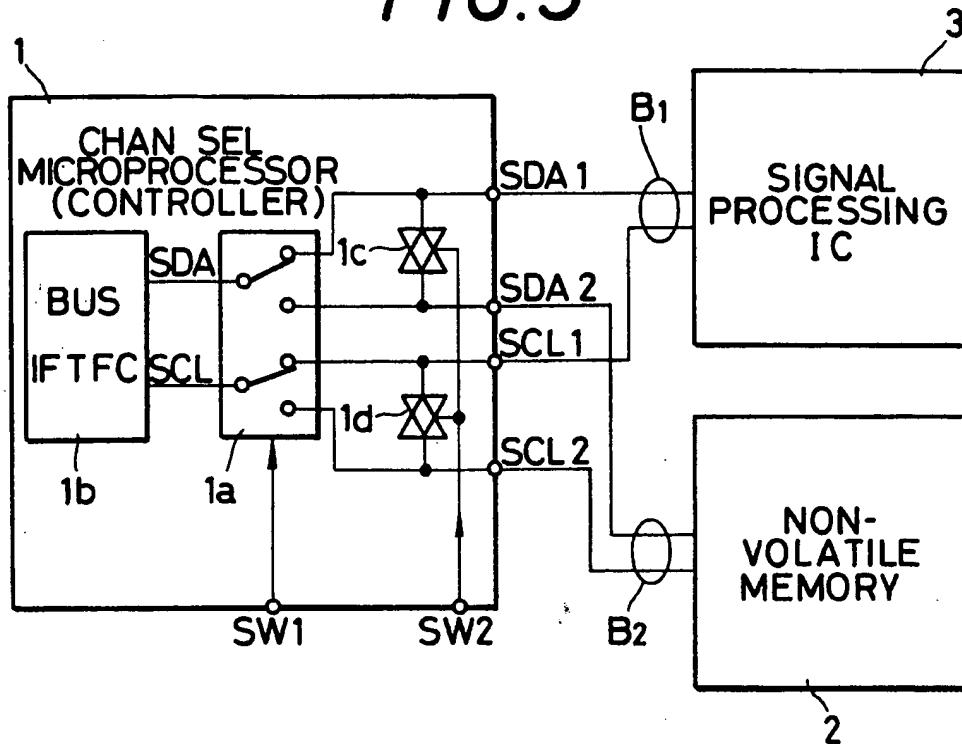 FIG.3
1
3
CHAN SEL
MICROPROCESSOR
(CONTROLLER)
SDA 1
B1
SIGNAL
PROCESSING
IC
1c
SDA
BUS
SDA 2
SCL 1
IFTFC
SCL
1d
SCL 2
1b
1a
NON-
VOLATILE
MEMORY
SW1
SW2
B2
2